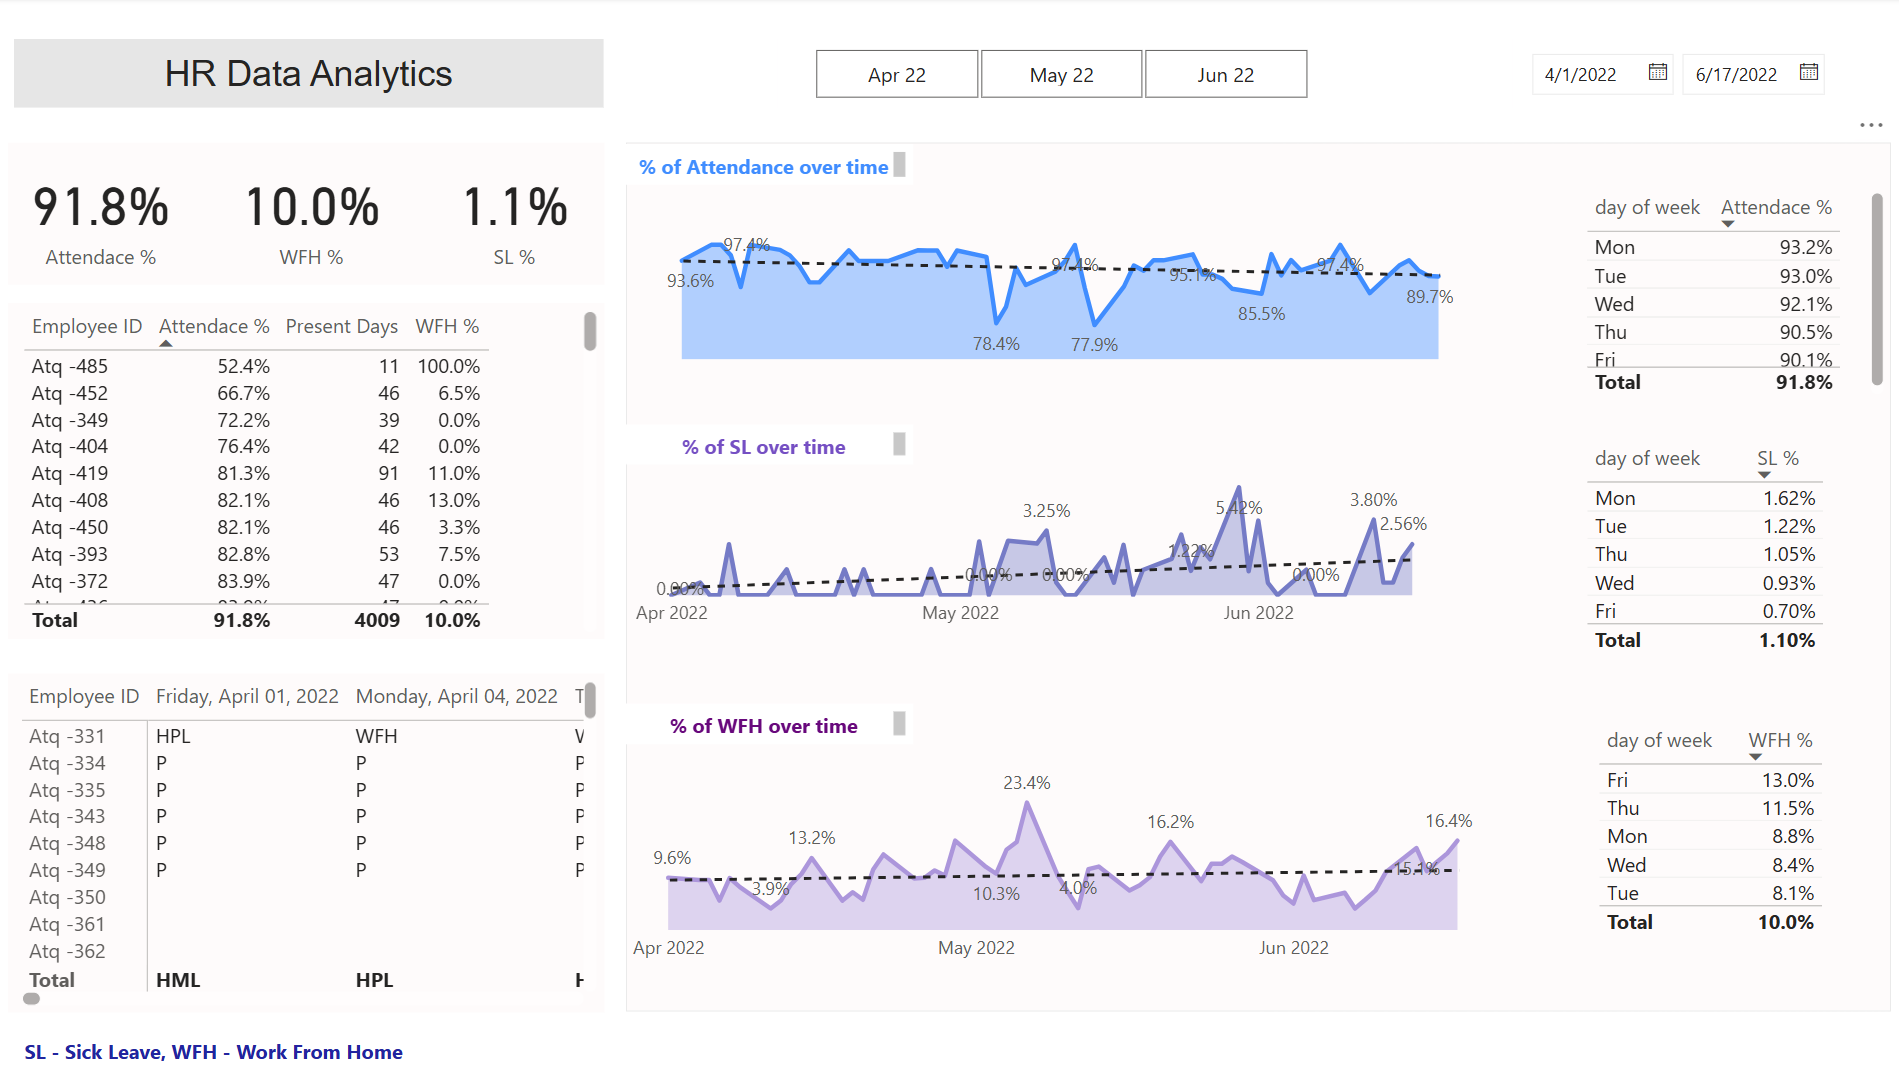 HR Data Analytics
Apr 22
May 22
Jun 22
4/1/2022
6/17/2022
91.8%
10.0%
1.1%
Attendace %
WFH %
SL %
Employee ID Attendace % Present Days WFH %
Atq -485 52.4% 11 100.0%
Atq -452 66.7% 46 6.5%
Atq -349 72.2% 39 0.0%
Atq -404 76.4% 42 0.0%
Atq -419 81.3% 91 11.0%
Atq -408 82.1% 46 13.0%
Atq -450 82.1% 46 3.3%
Atq -393 82.8% 53 7.5%
Atq -372 83.9% 47 0.0%
Total 91.8% 4009 10.0%
Employee ID Friday, April 01, 2022 Monday, April 04, 2022
Atq -331 HPL WFH
Atq -334 P P P
Atq -335 P P P
Atq -343 P P P
Atq -348 P P P
Atq -349 P P P
Atq -350
Atq -361
Atq -362
Total HML HPL
SL - Sick Leave, WFH - Work From Home
% of Attendance over time
97.4%
97.4%
97.4%
95.1%
93.6%
89.7%
85.5%
78.4%
77.9%
day of week Attendace %
Mon 93.2%
Tue 93.0%
Wed 92.1%
Thu 90.5%
Fri 90.1%
Total 91.8%
% of SL over time
3.80%
3.25%
5.42%
2.56%
1.22%
0.00%
0.00%
0.00%
0.00%
Apr 2022
May 2022
Jun 2022
day of week SL %
Mon 1.62%
Tue 1.22%
Thu 1.05%
Wed 0.93%
Fri 0.70%
Total 1.10%
% of WFH over time
23.4%
16.2%
16.4%
13.2%
9.6%
15.1%
3.9%
10.3%
4.0%
Apr 2022
May 2022
Jun 2022
day of week WFH %
Fri 13.0%
Thu 11.5%
Mon 8.8%
Wed 8.4%
Tue 8.1%
Total 10.0%